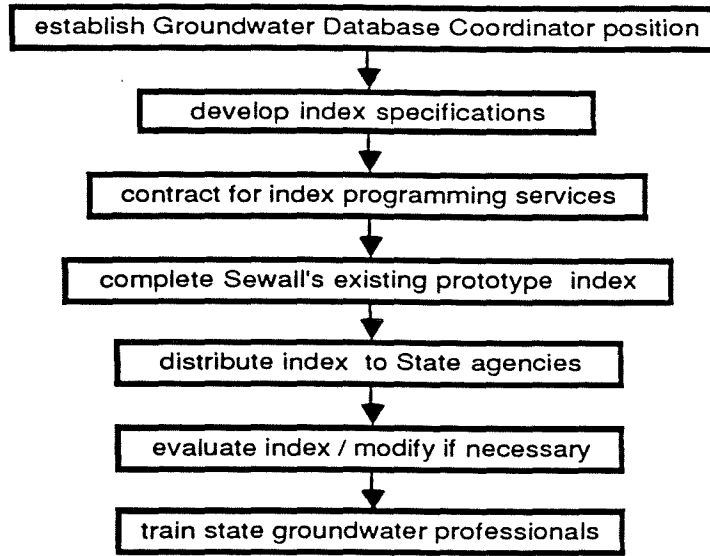 establish Groundwater Database Coordinator position
develop index specifications
contract for index programming services
complete Sewall's existing prototype index
distribute index to State agencies
evaluate index / modify if necessary
train state groundwater professionals